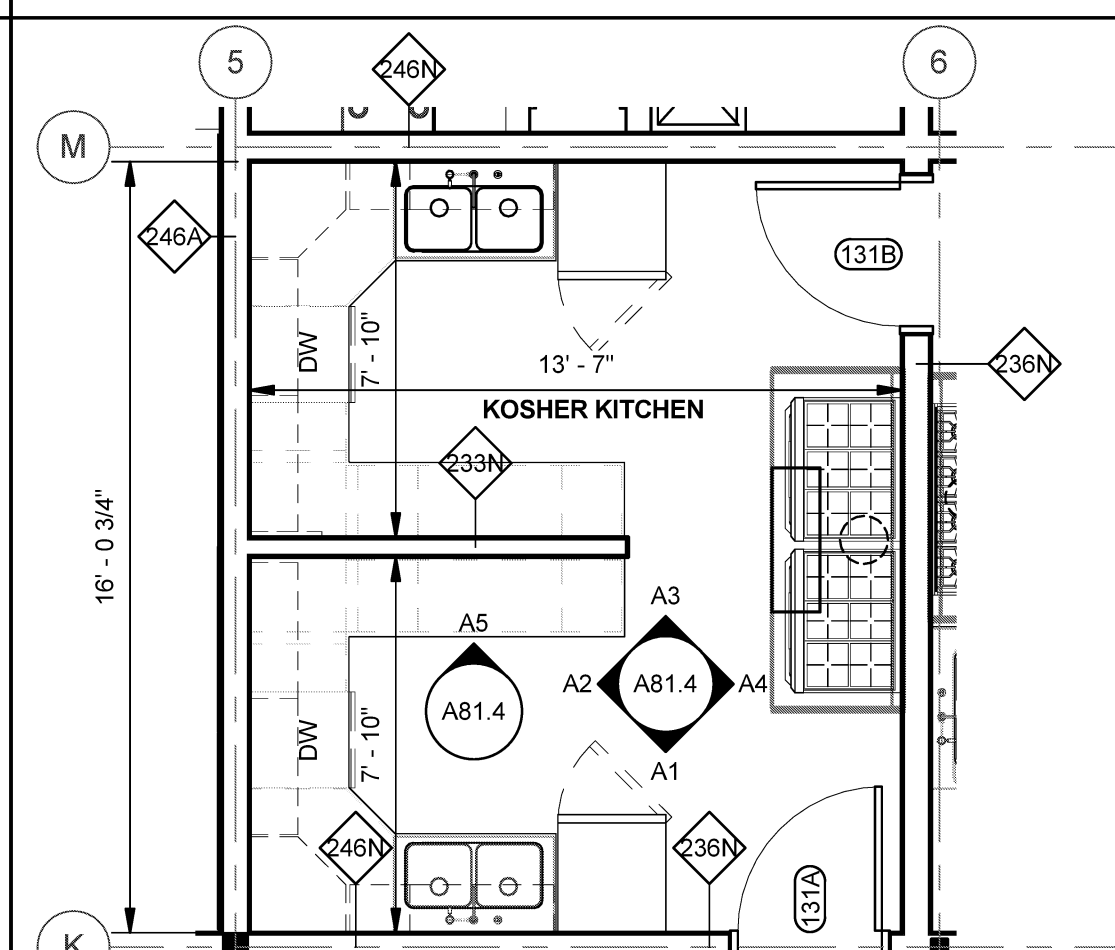 5
246N
6
M
246A
131B
DW
7' - 10"
13' - 7"
236N
KOSHER KITCHEN
233N
16' - 0 3/4"
A3
A5
A2
A81.4
A4
A81.4
A1
DW
7' - 10"
246N
236N
131A
K